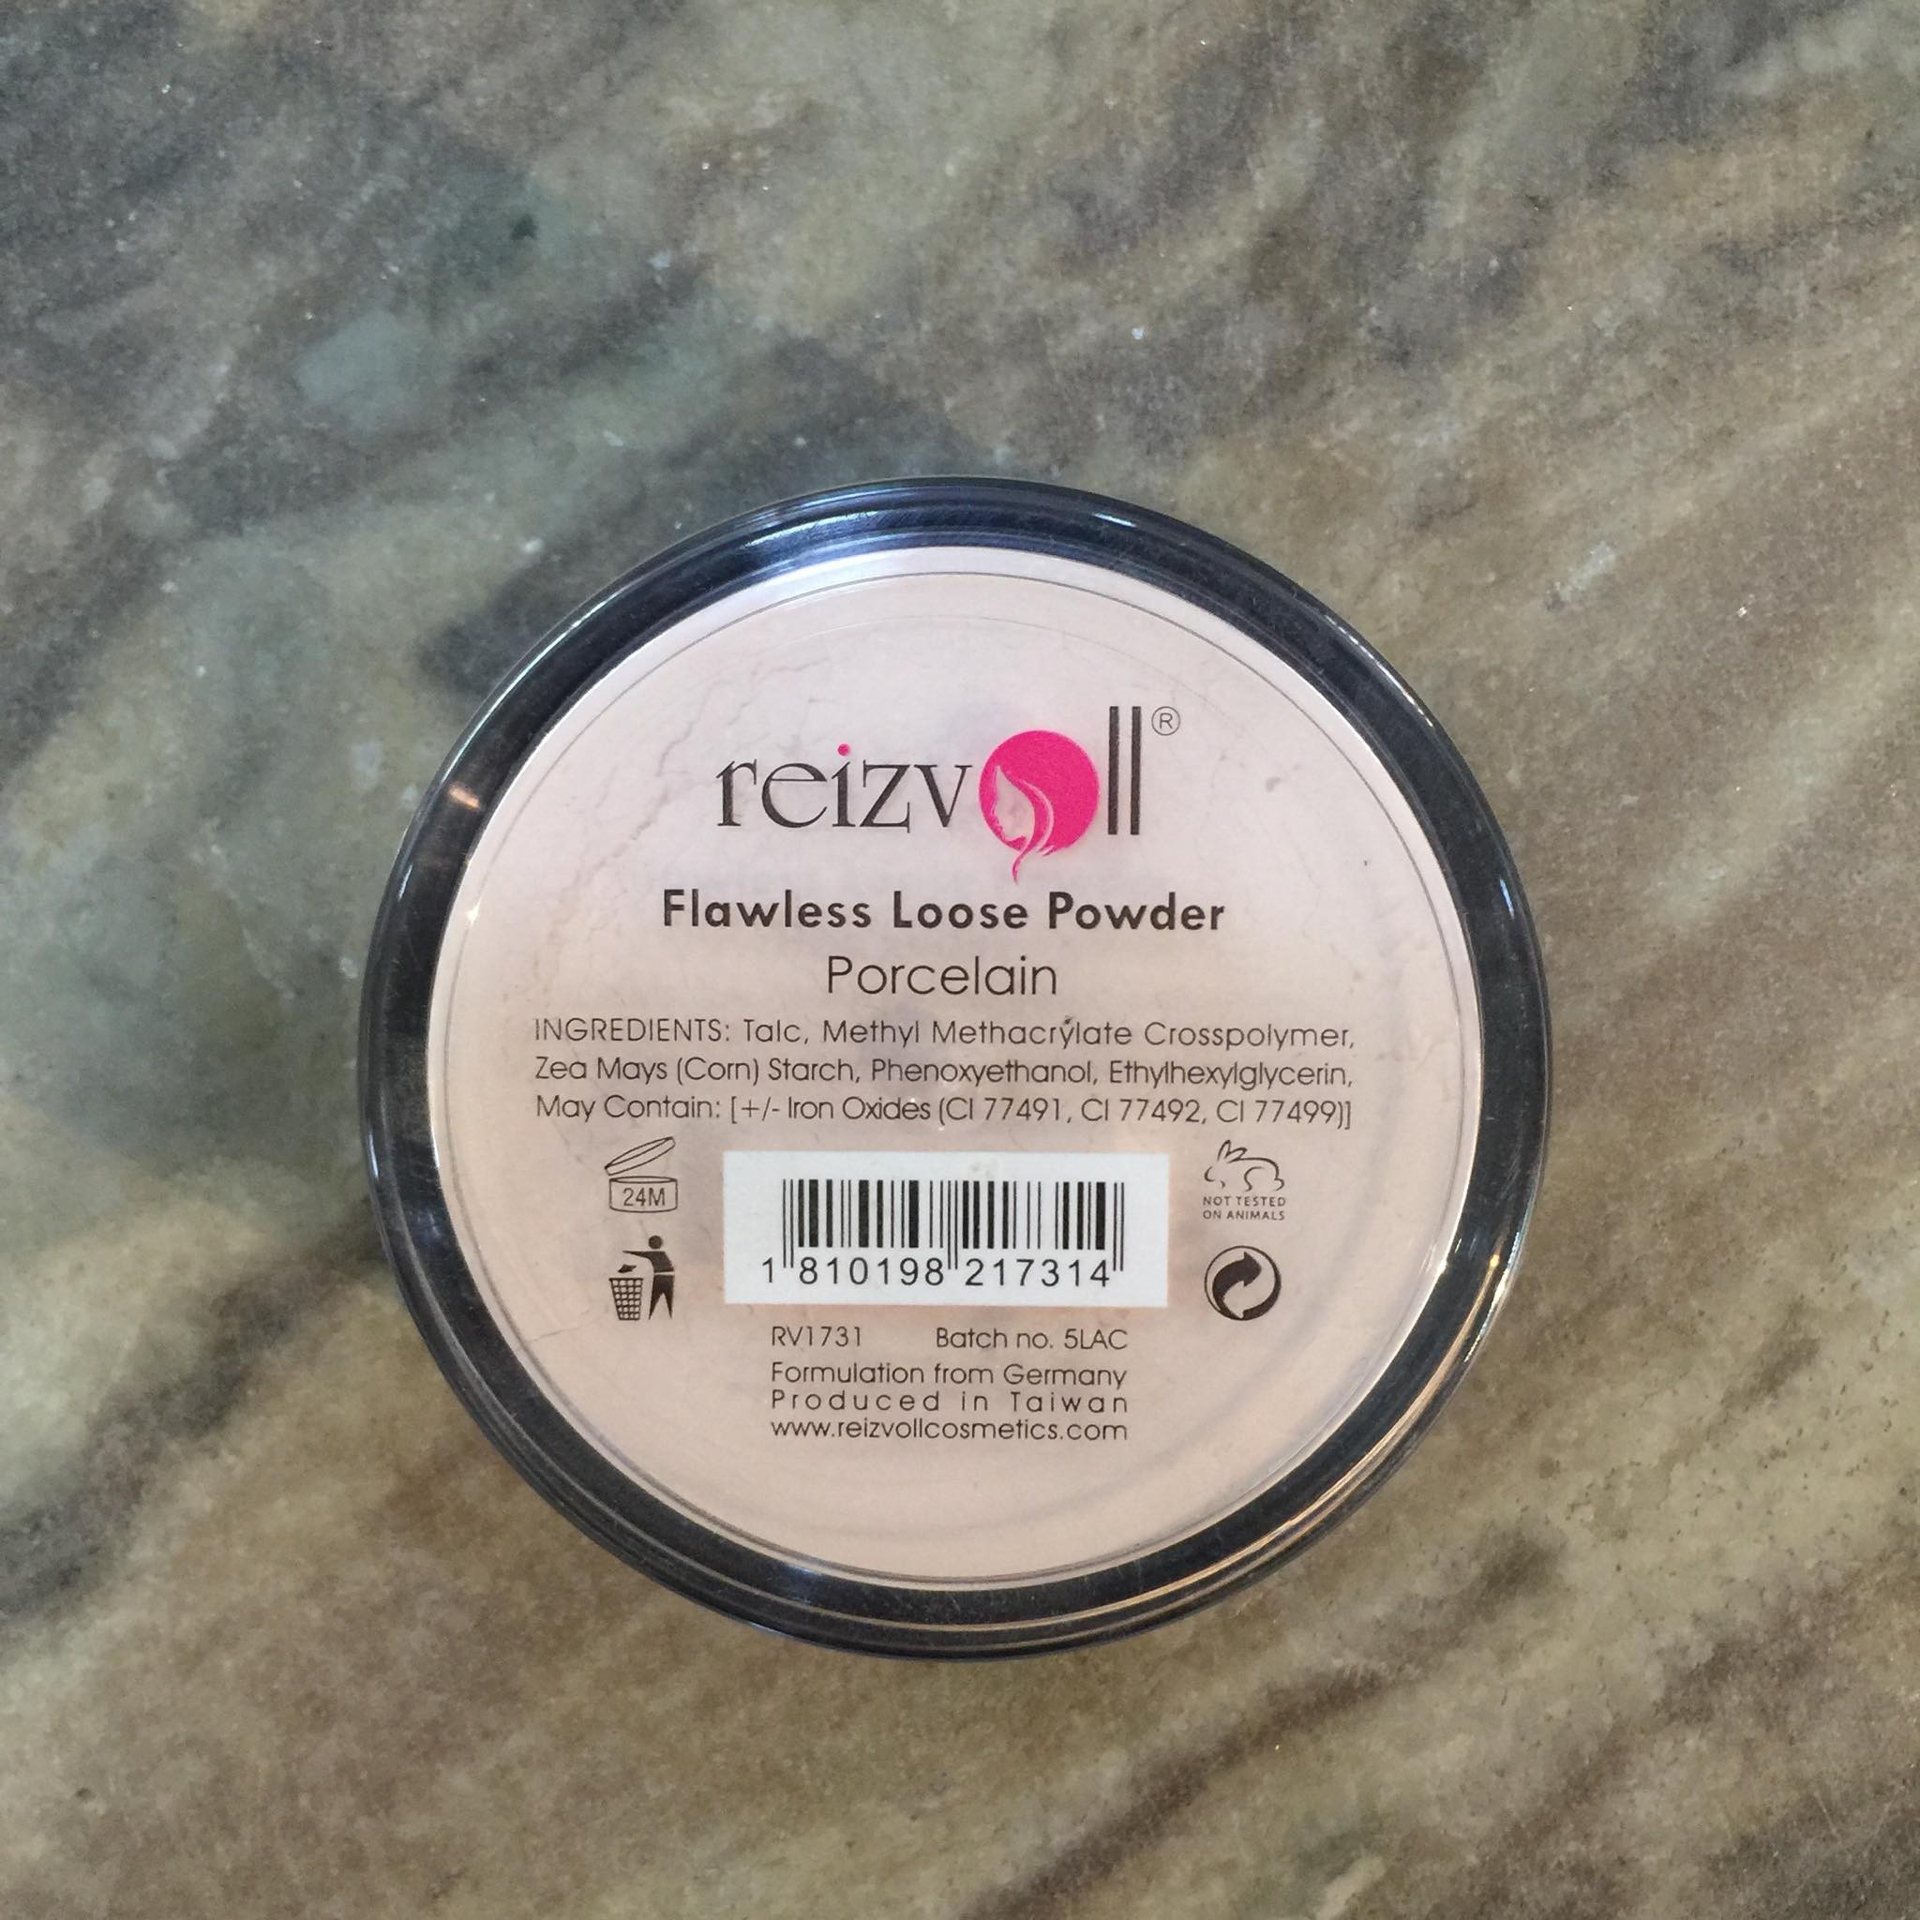 reizvoll®
Flawless Loose Powder
Porcelain
INGREDIENTS: Talc, Methyl Methacrylate Crosspolymer,
Zea Mays (Corn) Starch, Phenoxyethanol, Ethylhexylglycerin,
May Contain: [+/- Iron Oxides (CI 77491, CI 77492, CI 77499)]
24M
NOT TESTED
ON ANIMALS
1 810198 217314
RV1731 Batch no. 5LAC
Formulation from Germany
Produced in Taiwan
www.reizvollcosmetics.com